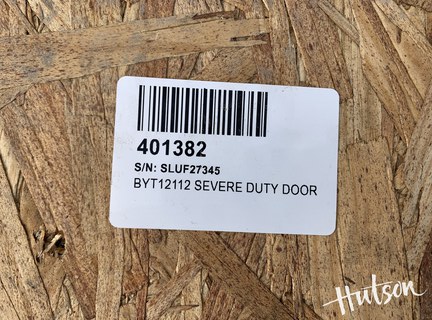 401382
S/N: SLUF27345
BYT12112 SEVERE DUTY DOOR
Hutson